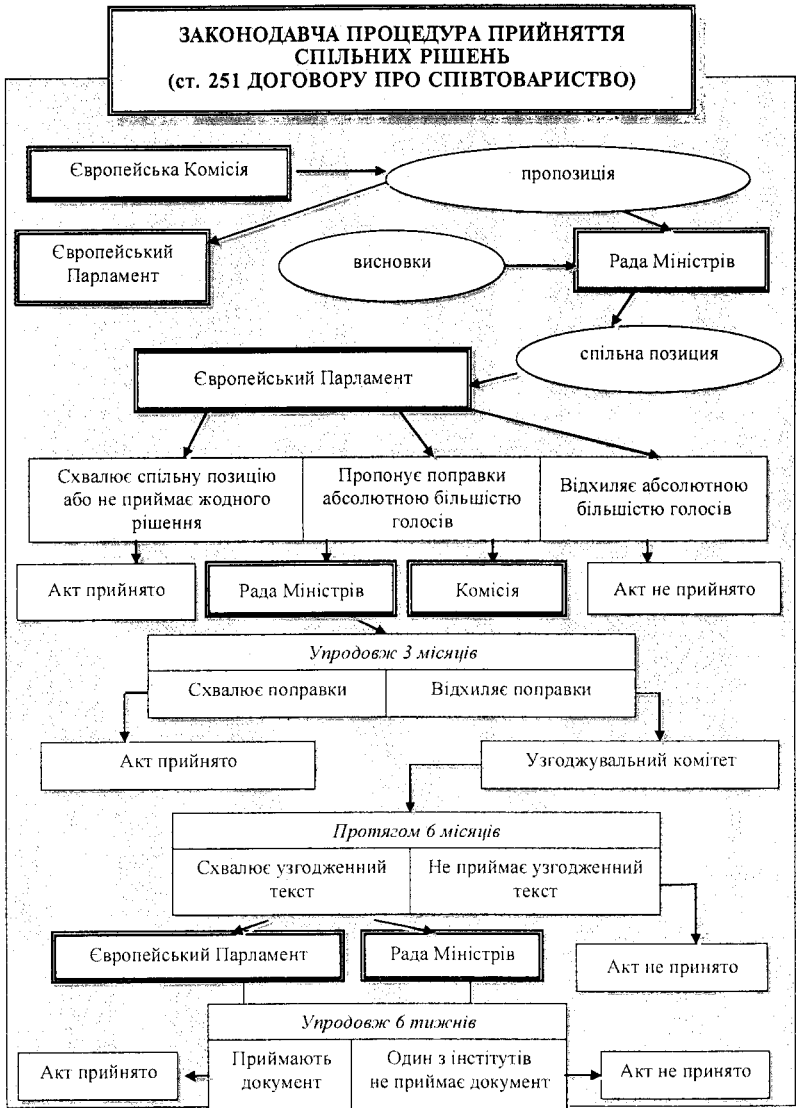 ЗАКОНОДАВЧА ПРОЦЕДУРА ПРИЙНЯТТЯ
СПІЛЬНИХ РІШЕНЬ
(ст. 251 ДОГОВОРУ ПРО СПІВТОВАРИСТВО)
Європейська Комісія
пропозиція
Європейський
Парламент
висновки
Рада Міністрів
спільна позиция
Європейський Парламент
Схвалює спільну позицію
або не приймає жодного
рішення
Пропонує поправки
абсолютною більшістю
голосів
Відхиляє абсолютною
більшістю голосів
Акт прийнято
Рада Міністрів
Комісія
Акт не прийнято
Упродовж 3 місяців
Схвалює поправки
Відхиляє поправки
Акт прийнято
Узгоджувальний комітет
Протягом 6 місяців
Схвалює узгодженний
текст
Не приймає узгодженний
текст
Європейський Парламент
Рада Міністрів
Акт не принято
Упродовж 6 тижнів
Акт прийнято
Приймають
документ
Один з інститутів
не приймає документ
Акт не принято